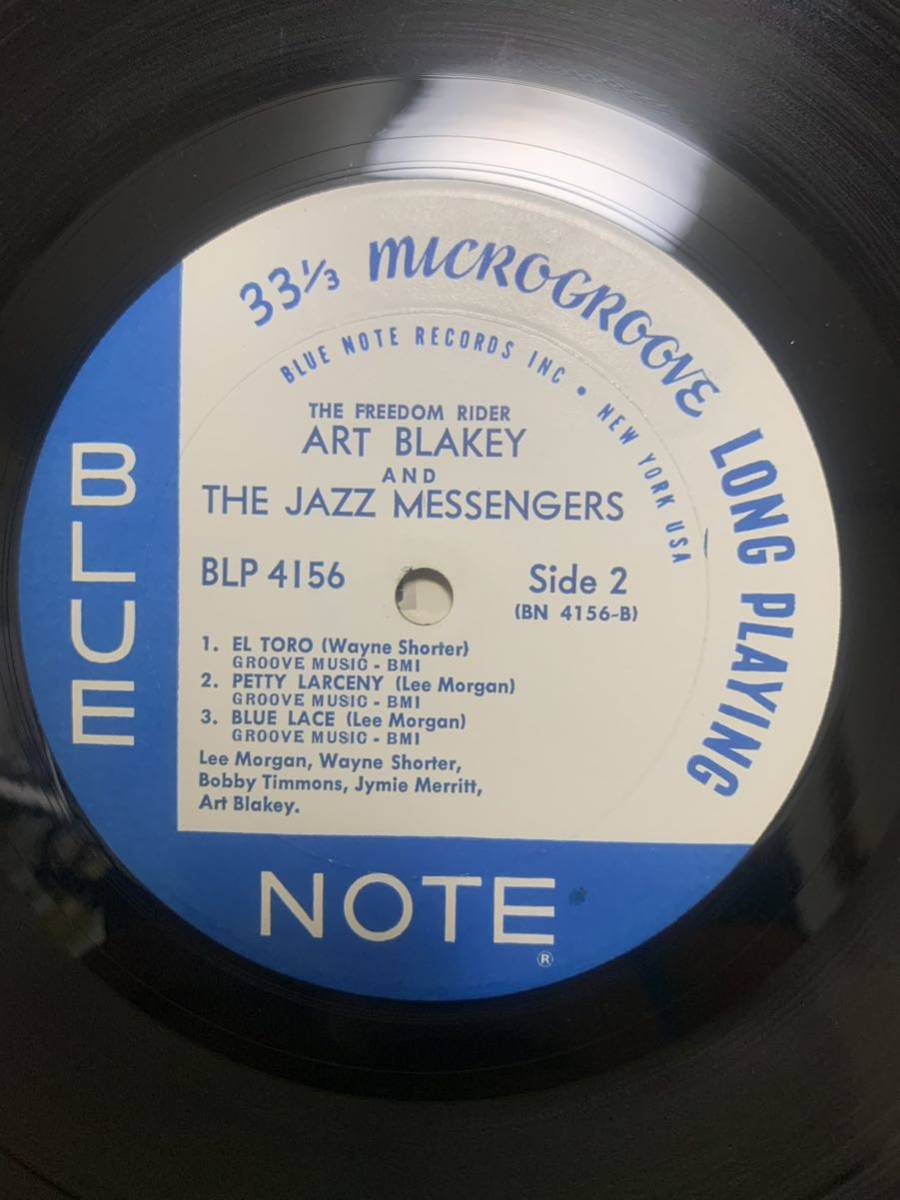 33⅓ MICROGROOVE LONG PLAYING
BLUE NOTE RECORDS INC • NEW YORK USA
THE FREEDOM RIDER
ART BLAKEY
AND
THE JAZZ MESSENGERS
BLP 4156
Side 2
(BN 4156-B)
1. EL TORO (Wayne Shorter)
GROOVE MUSIC - BMI
2. PETTY LARCENY (Lee Morgan)
GROOVE MUSIC - BMI
3. BLUE LACE (Lee Morgan)
GROOVE MUSIC - BMI
Lee Morgan, Wayne Shorter,
Bobby Timmons, Jymie Merritt,
Art Blakey.
BLUE
NOTE
®